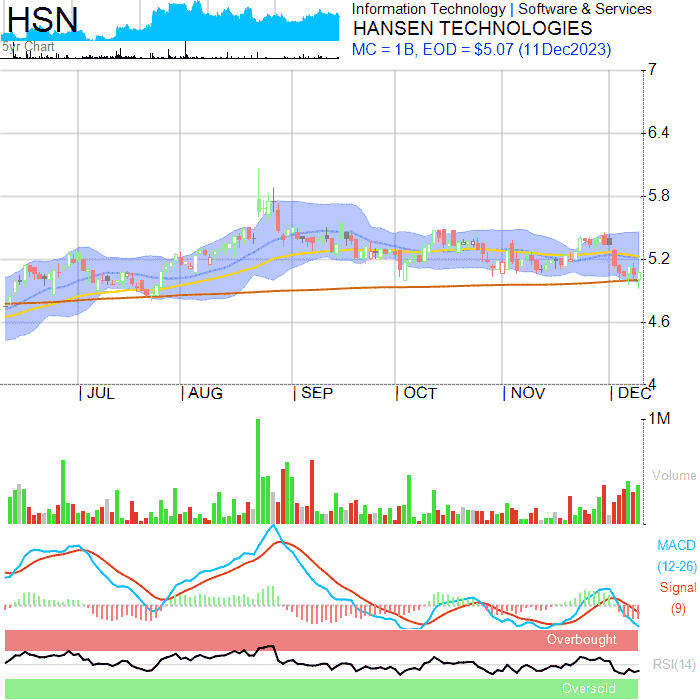 HSN
5yr Chart
Information Technology | Software & Services
HANSEN TECHNOLOGIES
MC = 1B, EOD = $5.07 (11Dec2023)
7
6.4
5.8
5.2
4.6
4
| JUL | AUG | SEP | OCT | NOV | DEC
1M
Volume
MACD
(12-26)
Signal
(9)
Overbought
RSI(14)
Oversold